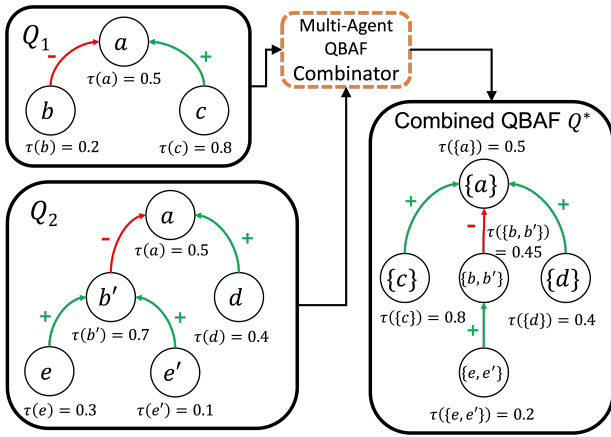 Q₁
a
τ(a) = 0.5
-
+
b
c
τ(b) = 0.2
τ(c) = 0.8
Multi-Agent
QBAF
Combinator
Q₂
a
τ(a) = 0.5
-
+
b′
d
τ(b′) = 0.7
τ(d) = 0.4
+
+
e
e′
τ(e) = 0.3
τ(e′) = 0.1
Combined QBAF Q*
τ({a}) = 0.5
{a}
+
-
+
τ({b, b′})
= 0.45
{c}
{b, b′}
{d}
τ({c}) = 0.8
τ({d}) = 0.4
+
{e, e′}
τ({e, e′}) = 0.2